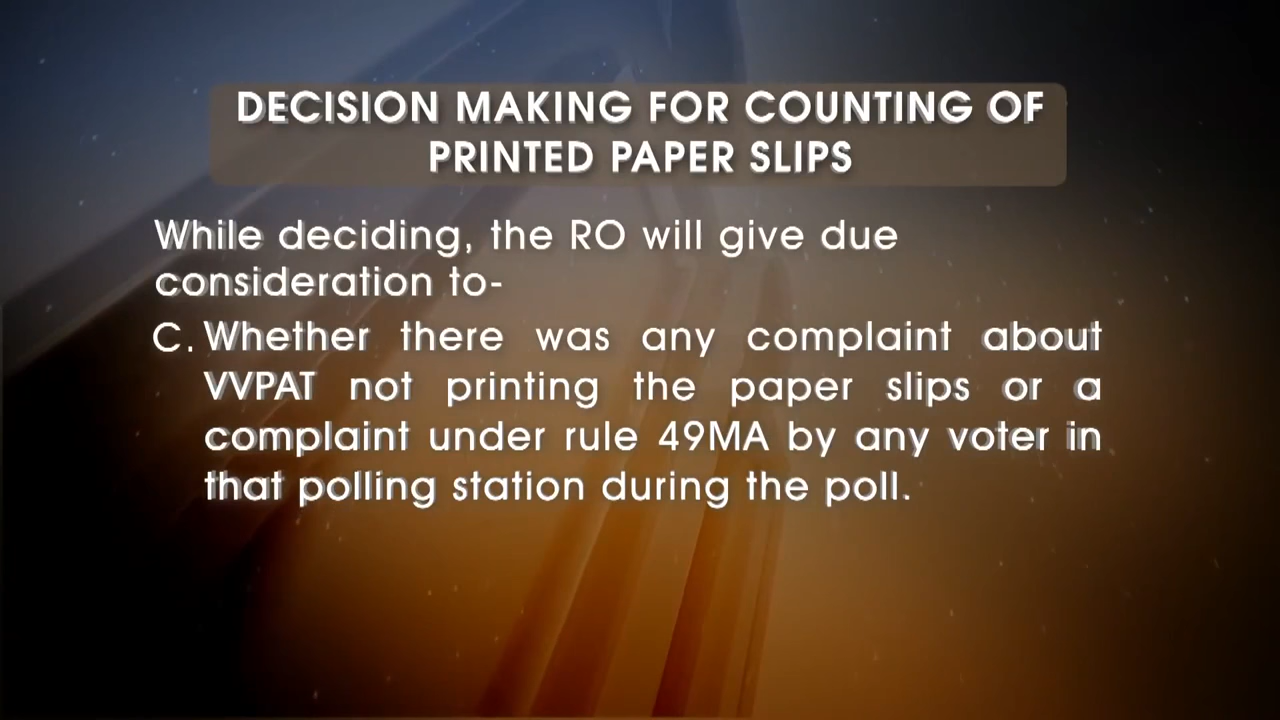 DECISION MAKING FOR COUNTING OF
PRINTED PAPER SLIPS
While deciding, the RO will give due
consideration to-
C. Whether there was any complaint about
VVPAT not printing the paper slips or a
complaint under rule 49MA by any voter in
that polling station during the poll.